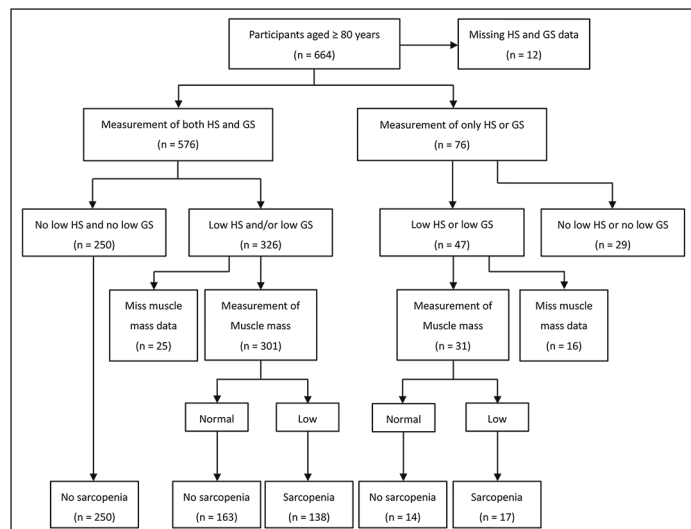 Participants aged ≥ 80 years
(n = 664)
Missing HS and GS data
(n = 12)
Measurement of both HS and GS
(n = 576)
Measurement of only HS or GS
(n = 76)
No low HS and no low GS
(n = 250)
Low HS and/or low GS
(n = 326)
Low HS or low GS
(n = 47)
No low HS or no low GS
(n = 29)
Miss muscle
mass data
(n = 25)
Measurement of
Muscle mass
(n = 301)
Measurement of
Muscle mass
(n = 31)
Miss muscle
mass data
(n = 16)
Normal
Low
Normal
Low
No sarcopenia
(n = 250)
No sarcopenia
(n = 163)
Sarcopenia
(n = 138)
No sarcopenia
(n = 14)
Sarcopenia
(n = 17)